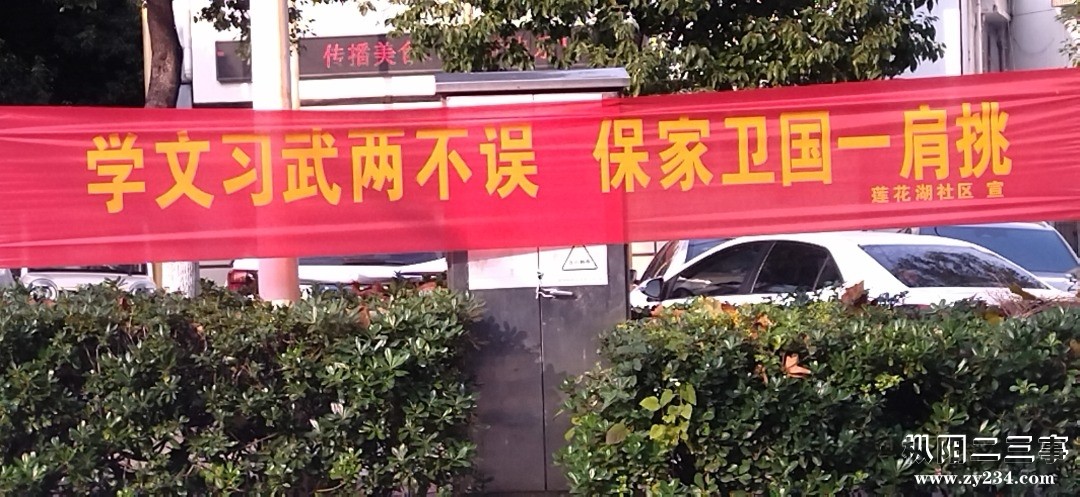 传播美食
学文习武两不误 保家卫国一肩挑
莲花湖社区 宣
枞阳二三事
www.zy234.com